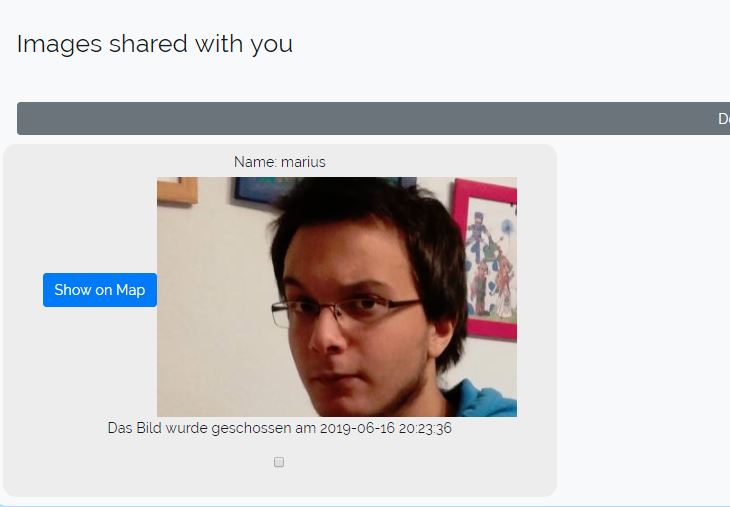 Images shared with you
Name: marius
Show on Map
Das Bild wurde geschossen am 2019-06-16 20:23:36